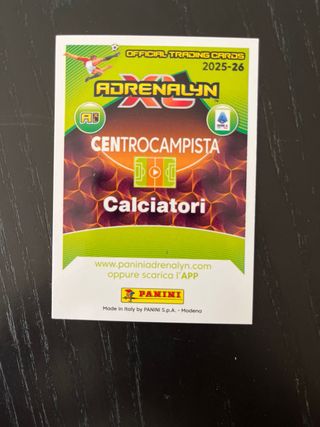 OFFICIAL TRADING CARDS
2025-26
ADRENALYN
XL
™
CENTROCAMPISTA
Calciatori
www.paniniadrenalyn.com
oppure scarica l'APP
PANINI
Made in Italy by PANINI S.p.A. - Modena